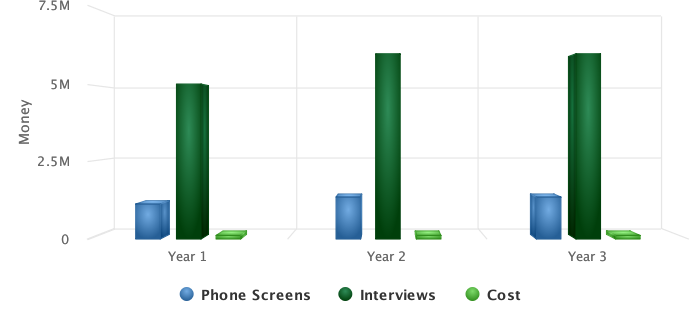 7.5M
5M
2.5M
0
Money
Year 1
Year 2
Year 3
Phone Screens
Interviews
Cost